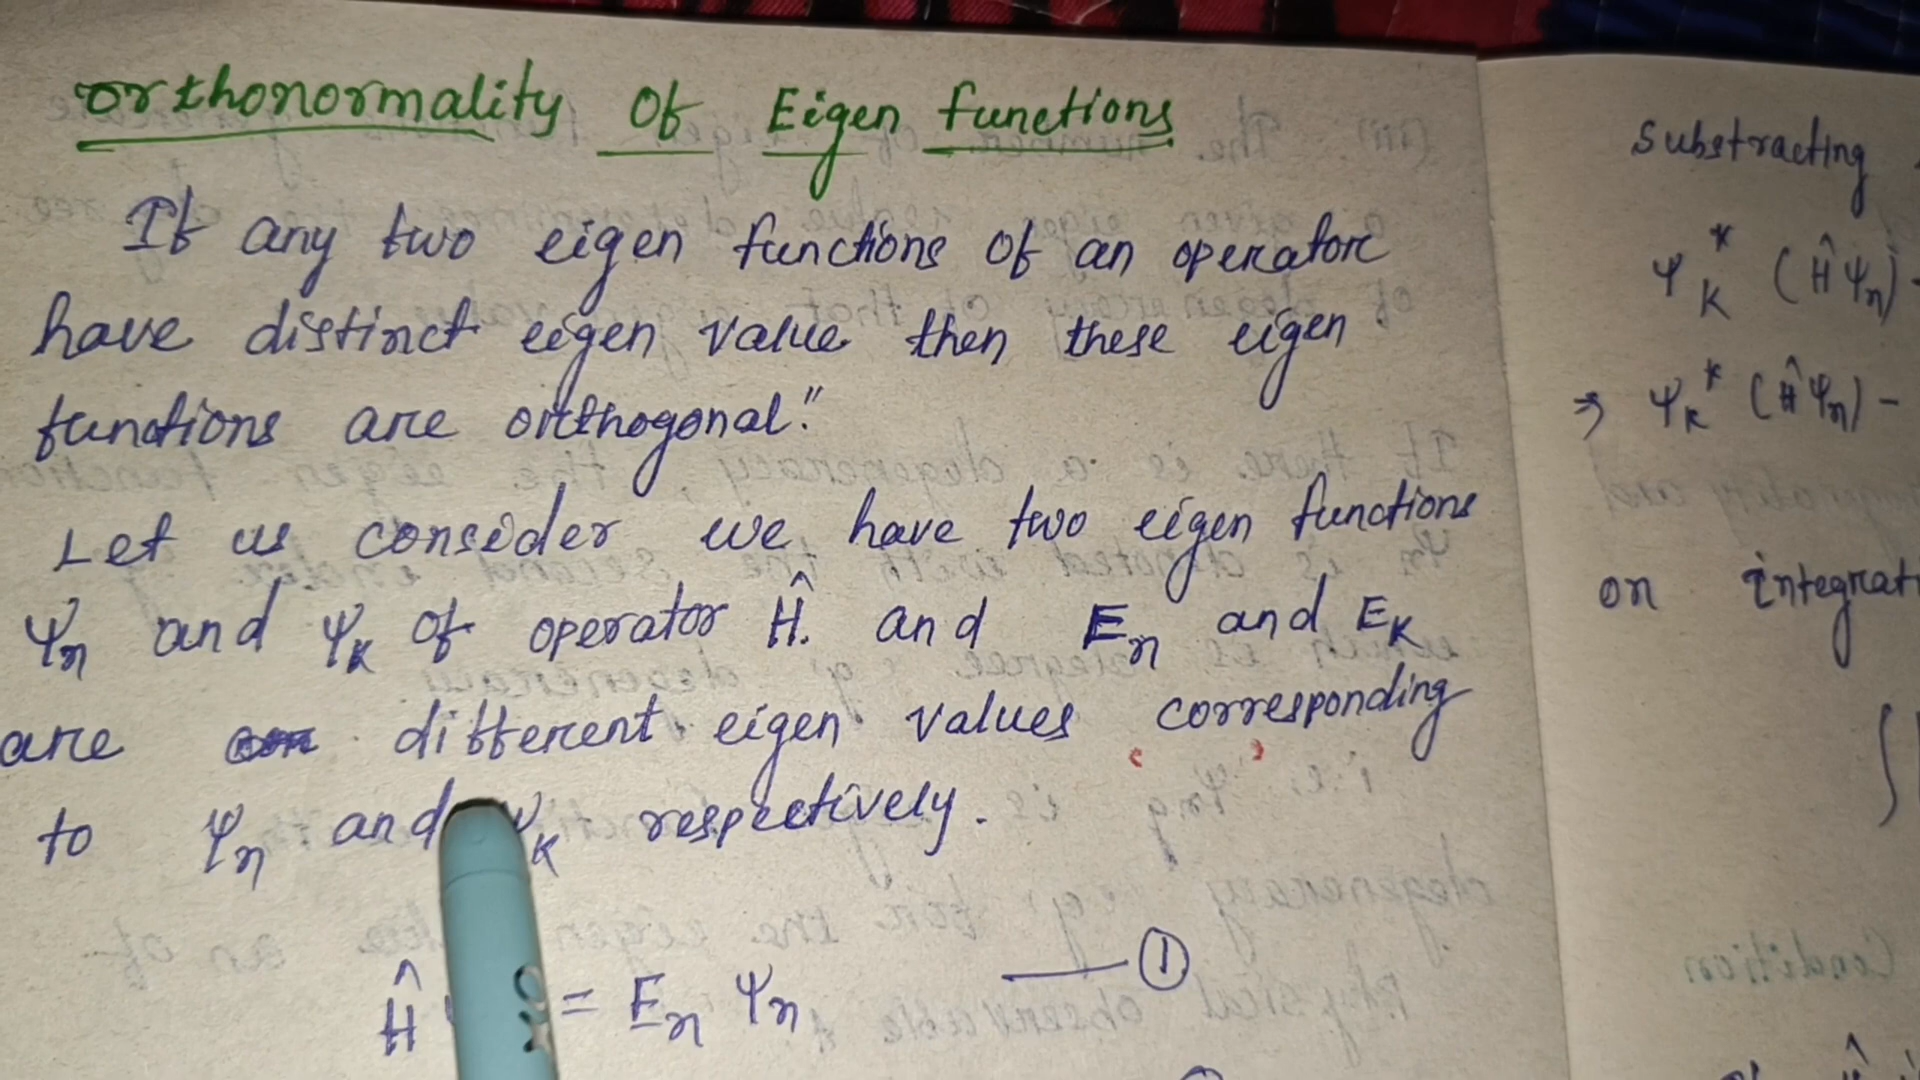 orthonormality Of Eigen functions
If any two eigen functions of an operator
have distinct eigen value then these eigen
functions are orthogonal."
Let us consider we have two eigen functions
Ψn and ΨK of operator Ĥ. and En and EK
are different eigen values corresponding
to Ψn and ΨK respectively.
Ĥ = En Ψn ①
Substracting
ΨK* (ĤΨn) -
⇒ ΨK* (ĤΨn) -
on
∫